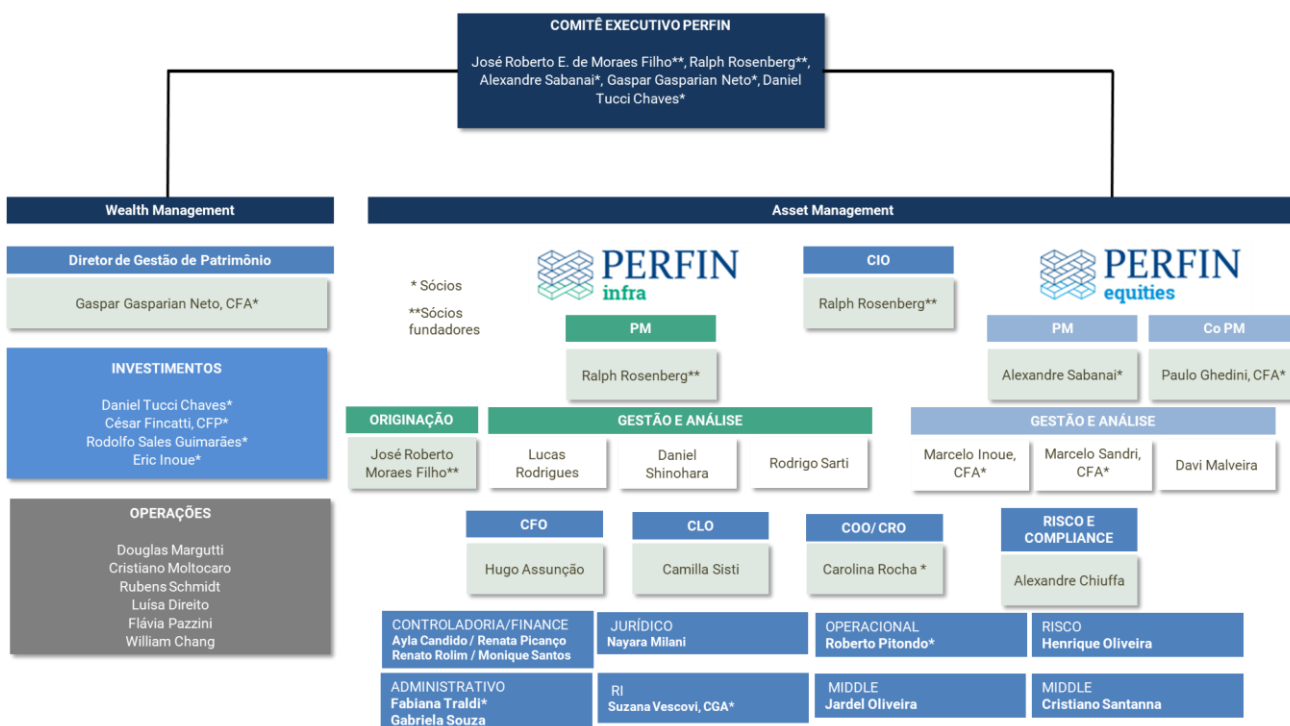 COMITÊ EXECUTIVO PERFIN
José Roberto E. de Moraes Filho**, Ralph Rosenberg**,
Alexandre Sabanai*, Gaspar Gasparian Neto*, Daniel
Tucci Chaves*
Wealth Management
Diretor de Gestão de Patrimônio
Gaspar Gasparian Neto, CFA*
INVESTIMENTOS
Daniel Tucci Chaves*
César Fincatti, CFP*
Rodolfo Sales Guimarães*
Eric Inoue*
OPERAÇÕES
Douglas Margutti
Cristiano Moltocaro
Rubens Schmidt
Luísa Direito
Flávia Pazzini
William Chang
Asset Management
* Sócios
**Sócios
fundadores
PERFIN
infra
CIO
Ralph Rosenberg**
PERFIN
equities
PM
Ralph Rosenberg**
PM
Alexandre Sabanai*
Co PM
Paulo Ghedini, CFA*
ORIGINAÇÃO
José Roberto
Moraes Filho**
GESTÃO E ANÁLISE
Lucas
Rodrigues
Daniel
Shinohara
Rodrigo Sarti
GESTÃO E ANÁLISE
Marcelo Inoue,
CFA*
Marcelo Sandri,
CFA*
Davi Malveira
CFO
Hugo Assunção
CLO
Camilla Sisti
COO/ CRO
Carolina Rocha *
RISCO E
COMPLIANCE
Alexandre Chiuffa
CONTROLADORIA/FINANCE
Ayla Candido / Renata Picanço
Renato Rolim / Monique Santos
JURÍDICO
Nayara Milani
OPERACIONAL
Roberto Pitondo*
RISCO
Henrique Oliveira
ADMINISTRATIVO
Fabiana Traldi*
Gabriela Souza
RI
Suzana Vescovi, CGA*
MIDDLE
Jardel Oliveira
MIDDLE
Cristiano Santanna